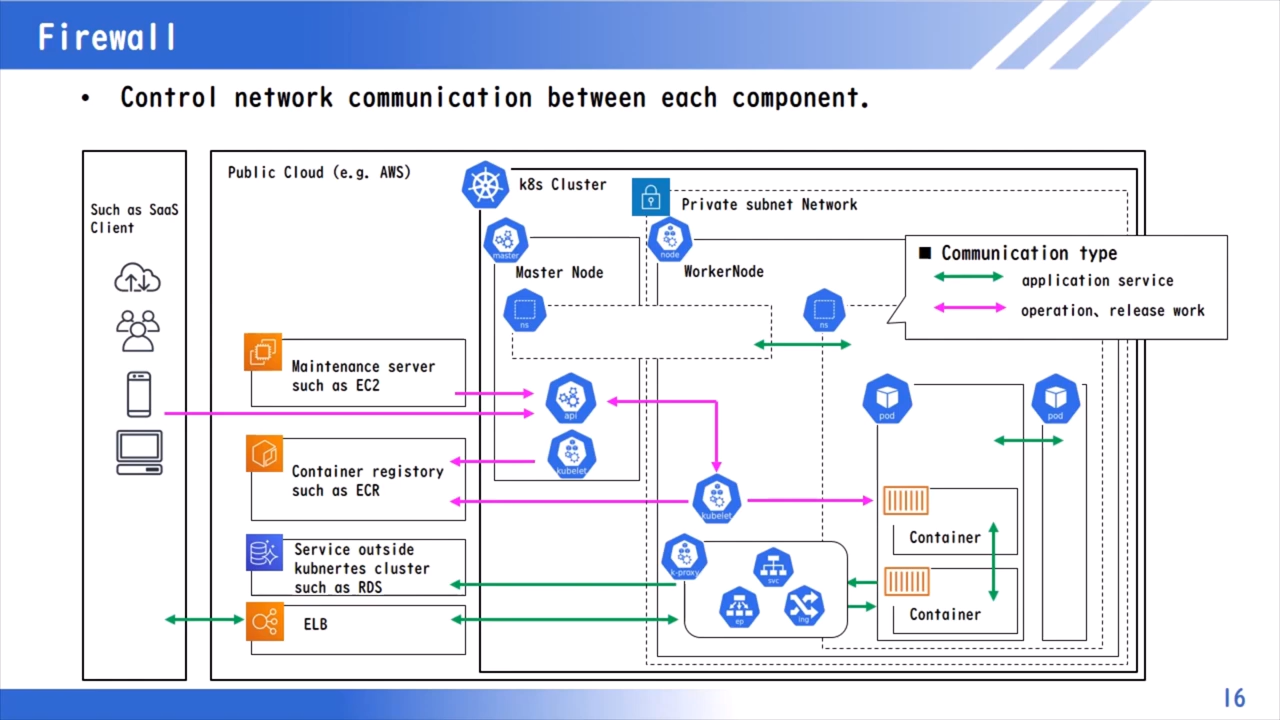 Firewall
• Control network communication between each component.
Public Cloud (e.g. AWS)
k8s Cluster
Such as SaaS
Client
Private subnet Network
master
node
Master Node
WorkerNode
■ Communication type
application service
operation、release work
ns
ns
Maintenance server
such as EC2
api
pod
pod
kubelet
Container registory
such as ECR
kubelet
Container
Service outside
kubnertes cluster
such as RDS
k-proxy
svc
ep
ing
Container
ELB
16